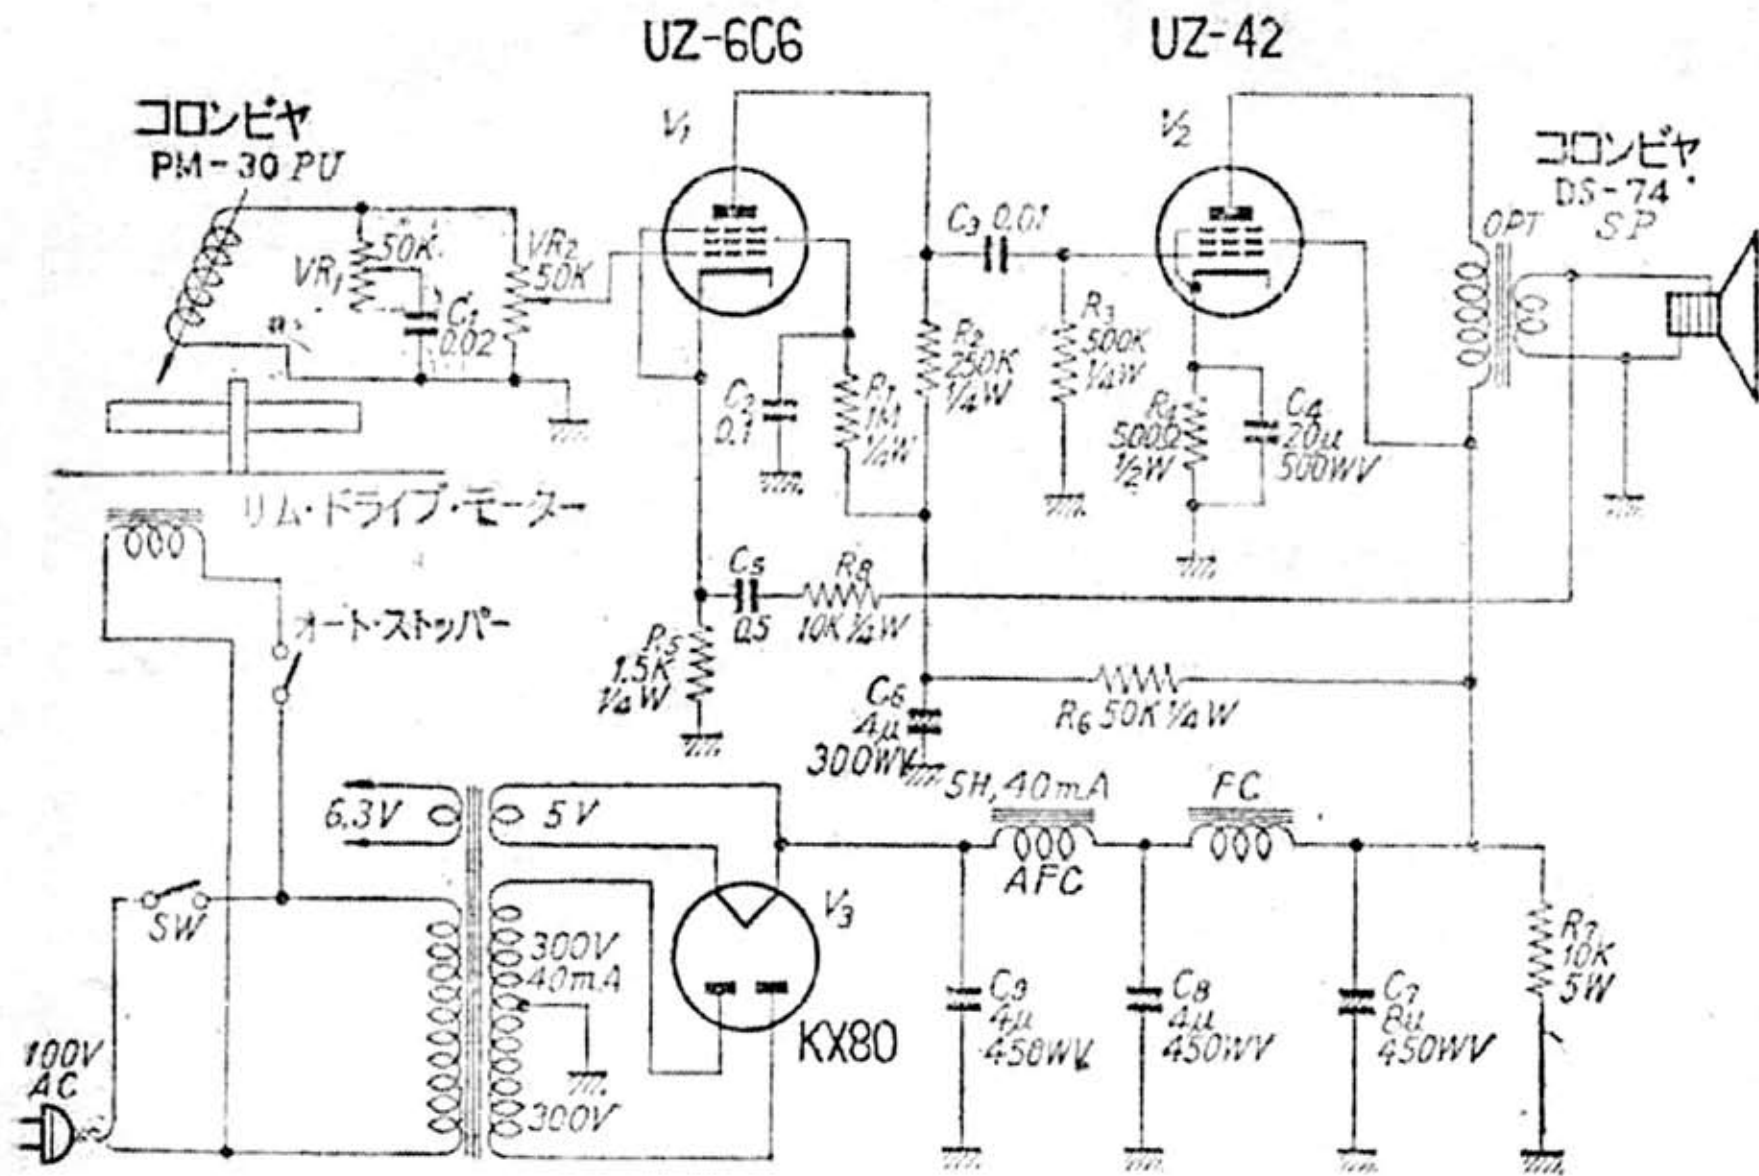 UZ-6C6
UZ-42
コロンビヤ
PM-30 PU
V1
V2
コロンビヤ
DS-74
SP
OPT
50K
VR1
C1
0.02
VR2
50K
C3 0.01
R2
250K
1/4W
R3
500K
1/4W
C2
0.1
R1
1M
1/4W
R4
500Ω
1/2W
C4
20μ
500WV
リム・ドライブ・モーター
オート・ストッパー
C5
0.5
R8
10K 1/4W
R5
1.5K
1/4W
C6
4μ
300WV
R6 50K 1/4W
6.3V
5V
5H, 40mA
AFC
FC
SW
300V
40mA
300V
V3
KX80
C9
4μ
450WV
C8
4μ
450WV
C7
8μ
450WV
R7
10K
5W
100V
AC